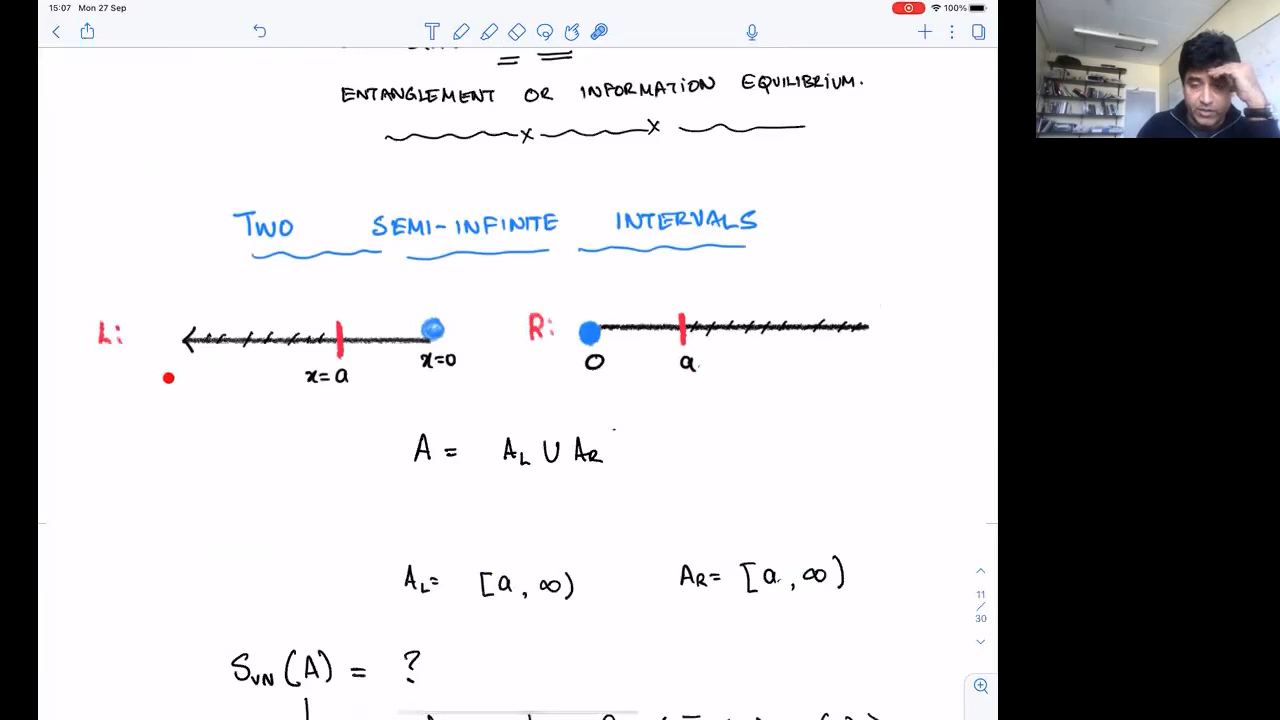 15:07 Mon 27 Sep
100%
ENTANGLEMENT OR INFORMATION EQUILIBRIUM.
TWO SEMI-INFINITE INTERVALS
L:
x=a
x=0
R:
0
a
A = A_L ∪ A_R
A_L = [a, ∞) A_R = [a, ∞)
11
/
30
S_VN (A) = ?